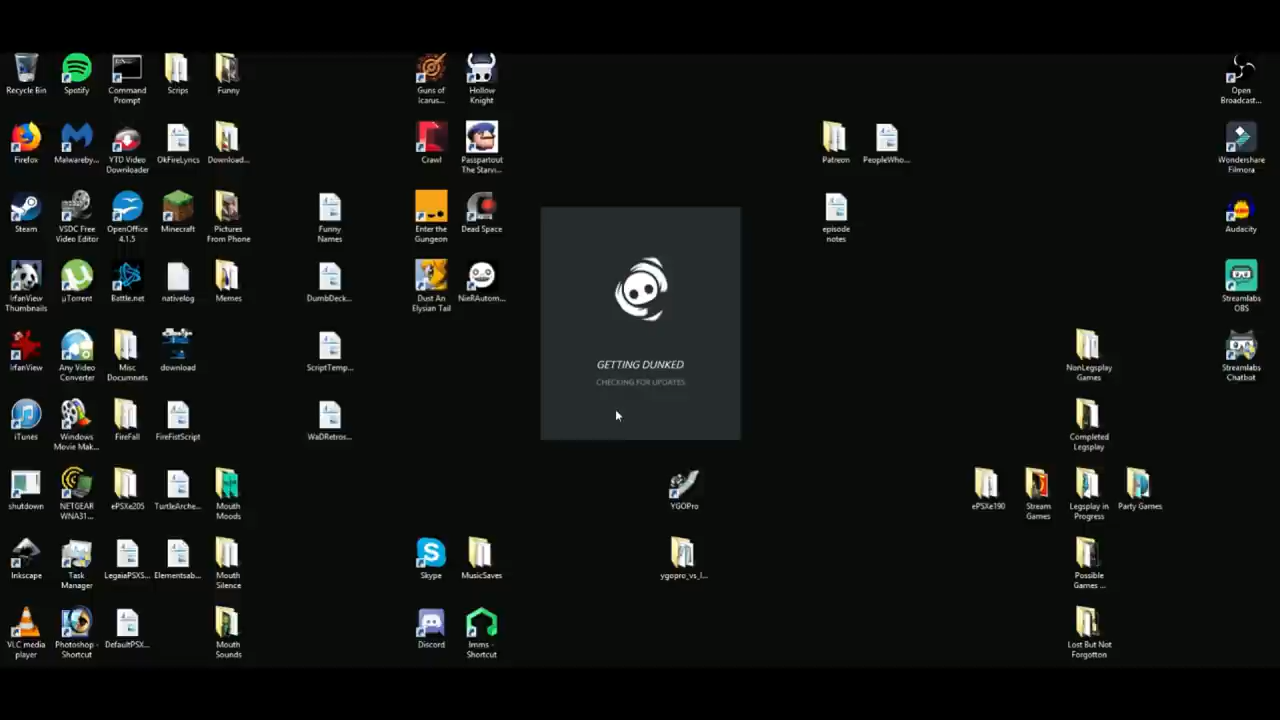 Recycle Bin
Spotify
Command
Prompt
Scrips
Funny
Guns of
Icarus...
Hollow
Knight
Open
Broadcast...
Firefox
Malwareby...
YTD Video
Downloader
OkFireLyrics
Download...
Crawl
Passpartout
The Starvi...
Patreon
PeopleWho...
Wondershare
Filmora
Steam
VSDC Free
Video Editor
OpenOffice
4.1.5
Minecraft
Pictures
From Phone
Funny
Names
Enter the
Gungeon
Dead Space
episode
notes
Audacity
IrfanView
Thumbnails
µTorrent
Battle.net
nativelog
Memes
DumbDeck...
Dust An
Elysian Tail
NieRAutom...
Streamlabs
OBS
GETTING DUNKED
CHECKING FOR UPDATES
IrfanView
Any Video
Converter
Misc
Documnets
download
ScriptTemp...
NonLegsplay
Games
Streamlabs
Chatbot
iTunes
Windows
Movie Mak...
FireFall
FireFistScript
WaDRetros...
Completed
Legsplay
shutdown
NETGEAR
WNA31...
ePSXe205
TurtleArche...
Mouth
Moods
YGOPro
ePSXe190
Stream
Games
Legsplay in
Progress
Party Games
Inkscape
Task
Manager
LegaiaPSXS...
Elementsab...
Mouth
Silence
Skype
MusicSaves
ygopro_vs_l...
Possible
Games ...
VLC media
player
Photoshop -
Shortcut
DefaultPSX...
Mouth
Sounds
Discord
lmms -
Shortcut
Lost But Not
Forgotton